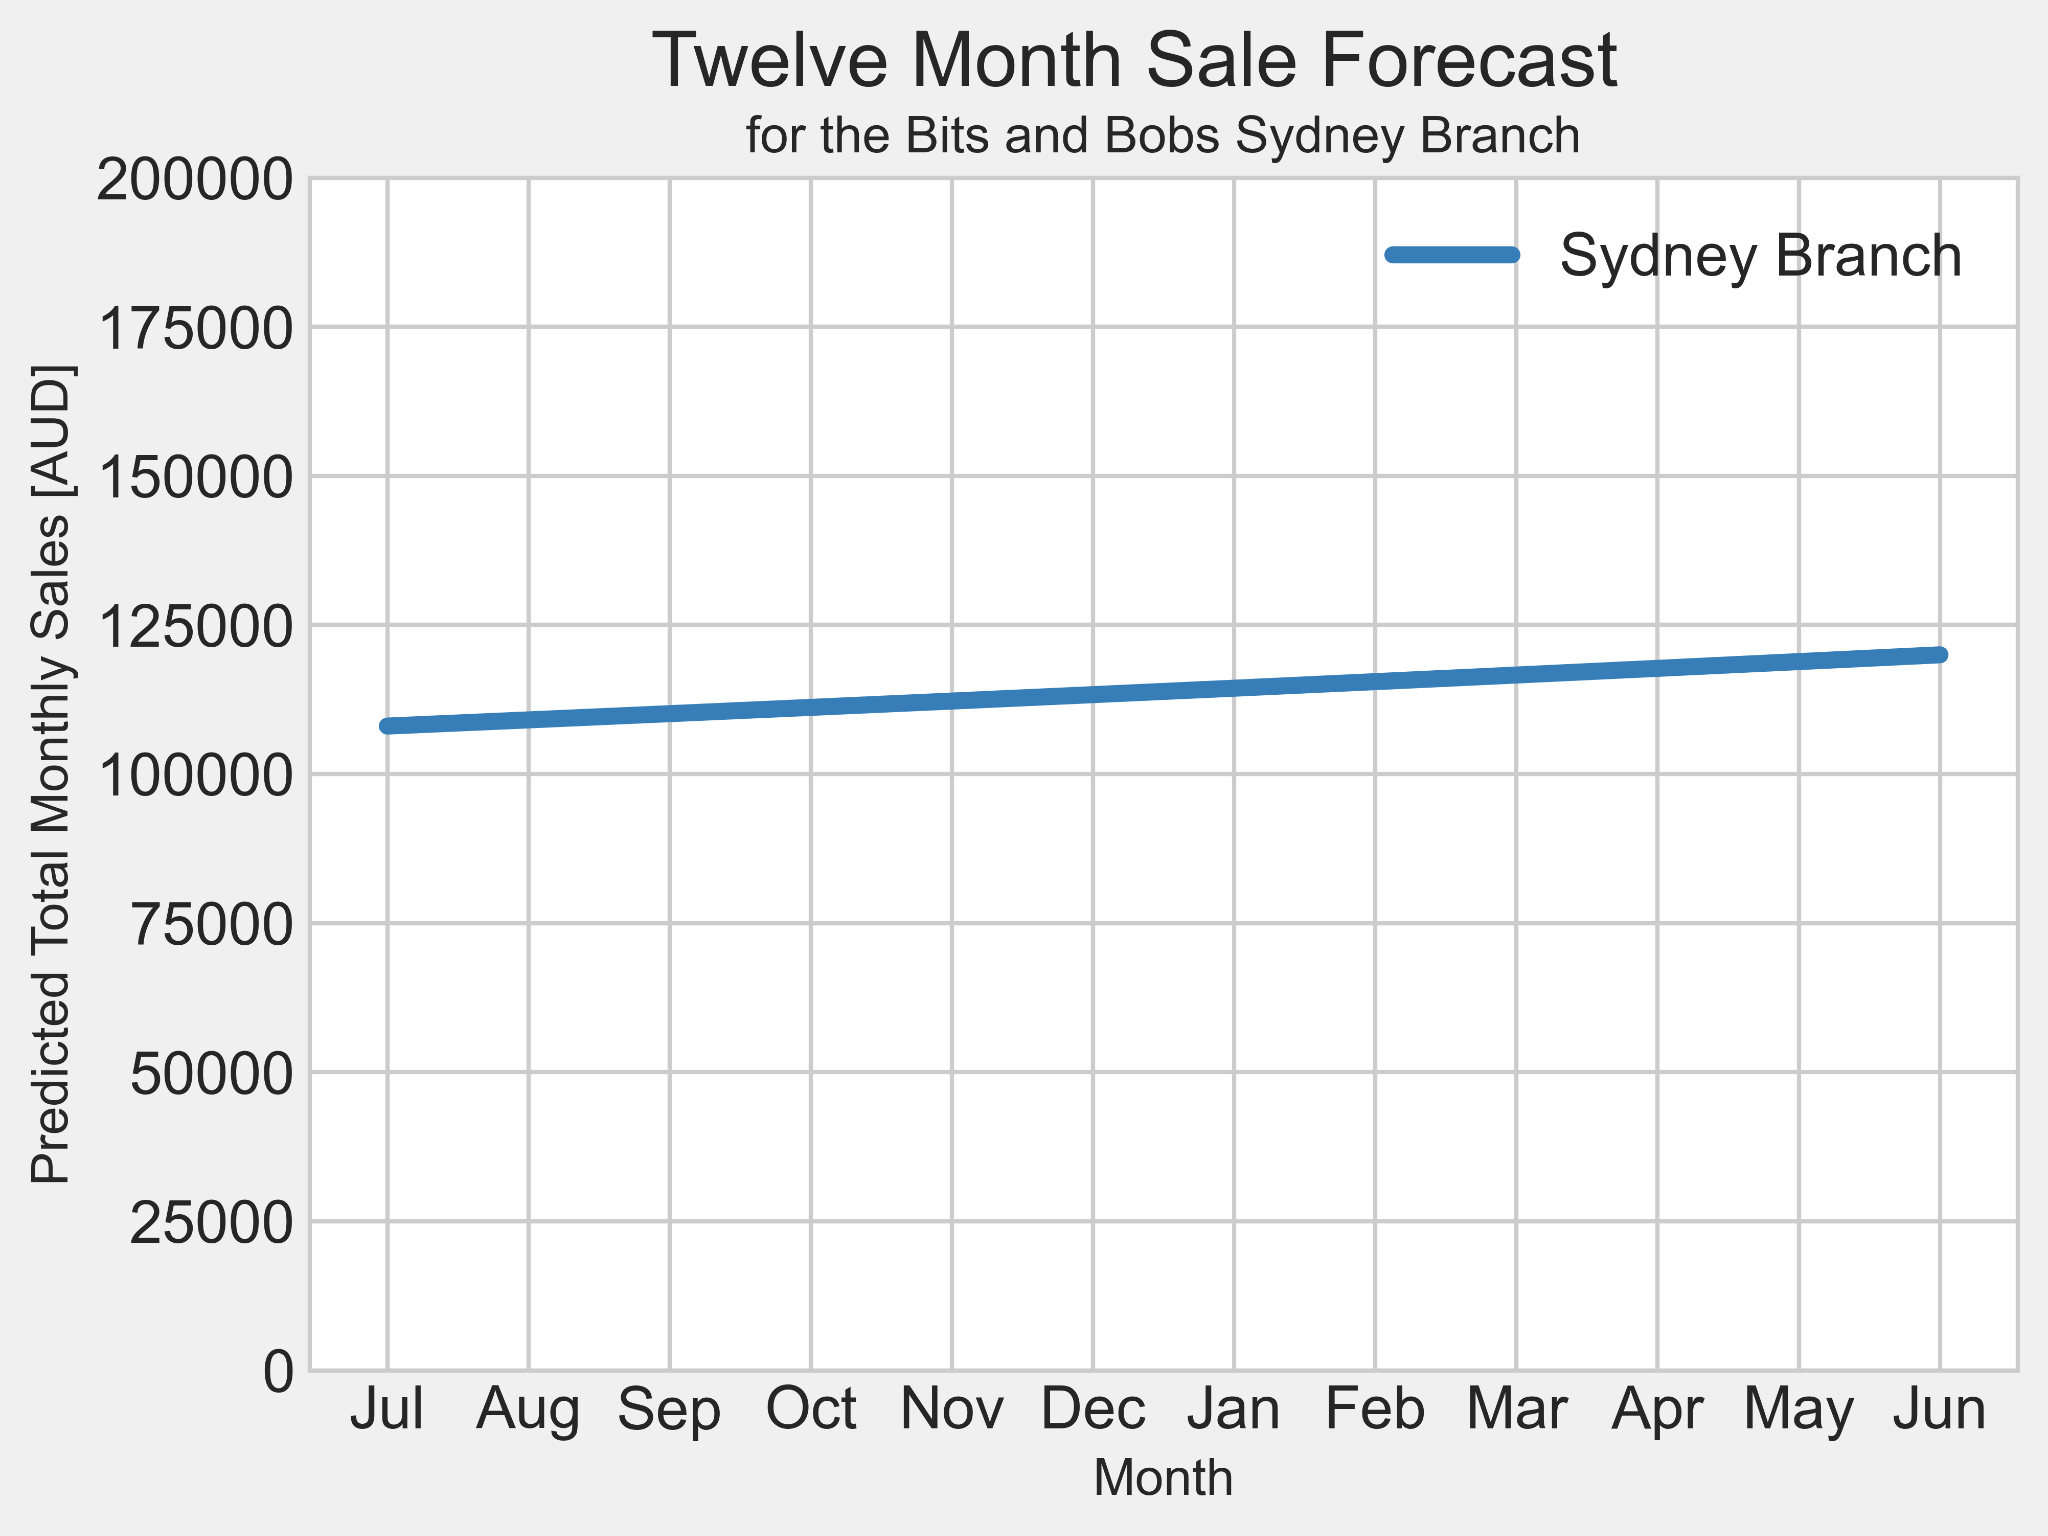 Twelve Month Sale Forecast
for the Bits and Bobs Sydney Branch
200000
175000
150000
125000
100000
75000
50000
25000
0
Predicted Total Monthly Sales [AUD]
Sydney Branch
Jul Aug Sep Oct Nov Dec Jan Feb Mar Apr May Jun
Month